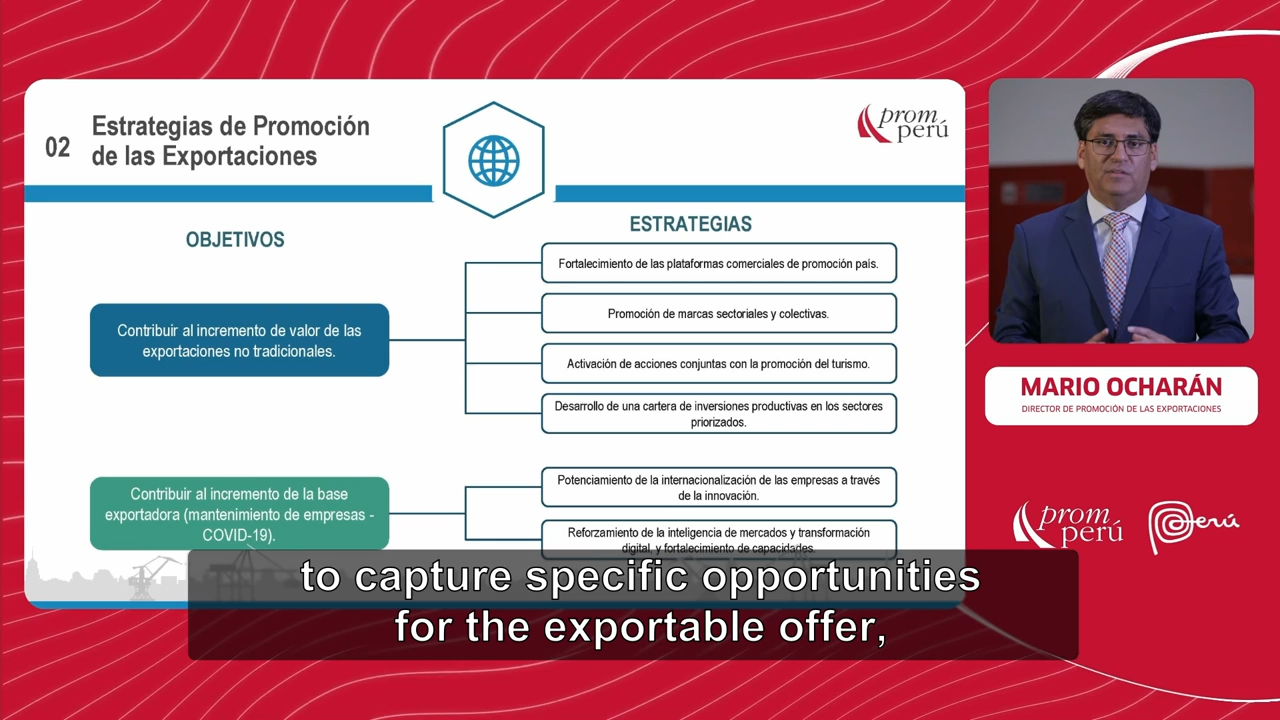 02
Estrategias de Promoción
de las Exportaciones
prom
perú
OBJETIVOS
ESTRATEGIAS
Contribuir al incremento de valor de las
exportaciones no tradicionales.
Fortalecimiento de las plataformas comerciales de promoción país.
Promoción de marcas sectoriales y colectivas.
Activación de acciones conjuntas con la promoción del turismo.
Desarrollo de una cartera de inversiones productivas en los sectores
priorizados.
Contribuir al incremento de la base
exportadora (mantenimiento de empresas -
COVID-19).
Potenciamiento de la internacionalización de las empresas a través
de la innovación.
Reforzamiento de la inteligencia de mercados y transformación
digital, y fortalecimiento de capacidades.
MARIO OCHARÁN
DIRECTOR DE PROMOCIÓN DE LAS EXPORTACIONES
prom
perú
Perú
to capture specific opportunities
for the exportable offer,